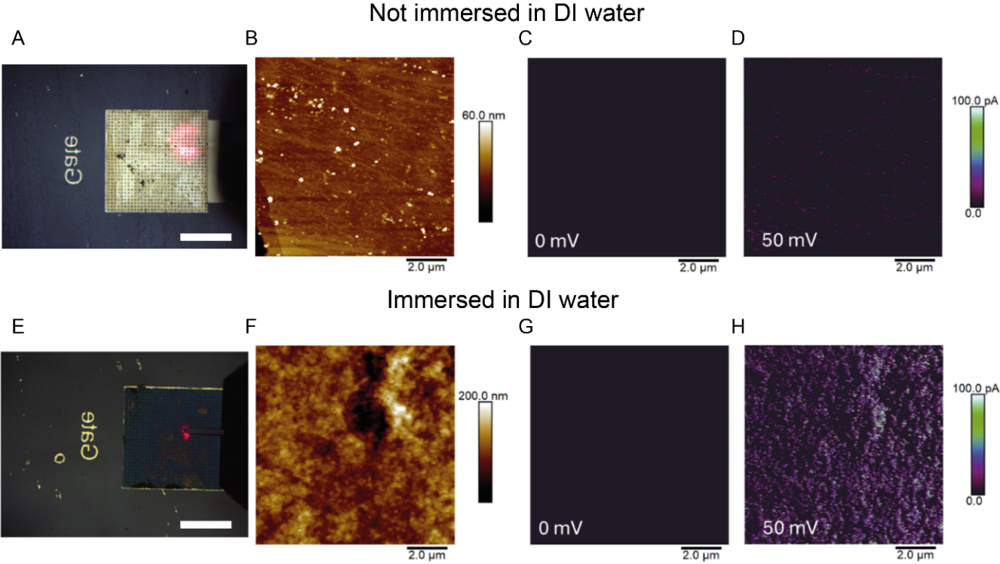 Not immersed in DI water
A
B
C
D
Gate
60.0 nm
2.0 µm
0 mV
2.0 µm
50 mV
2.0 µm
100.0 pA
0.0
Immersed in DI water
E
F
G
H
Gate
200.0 nm
2.0 µm
0 mV
2.0 µm
50 mV
2.0 µm
100.0 pA
0.0